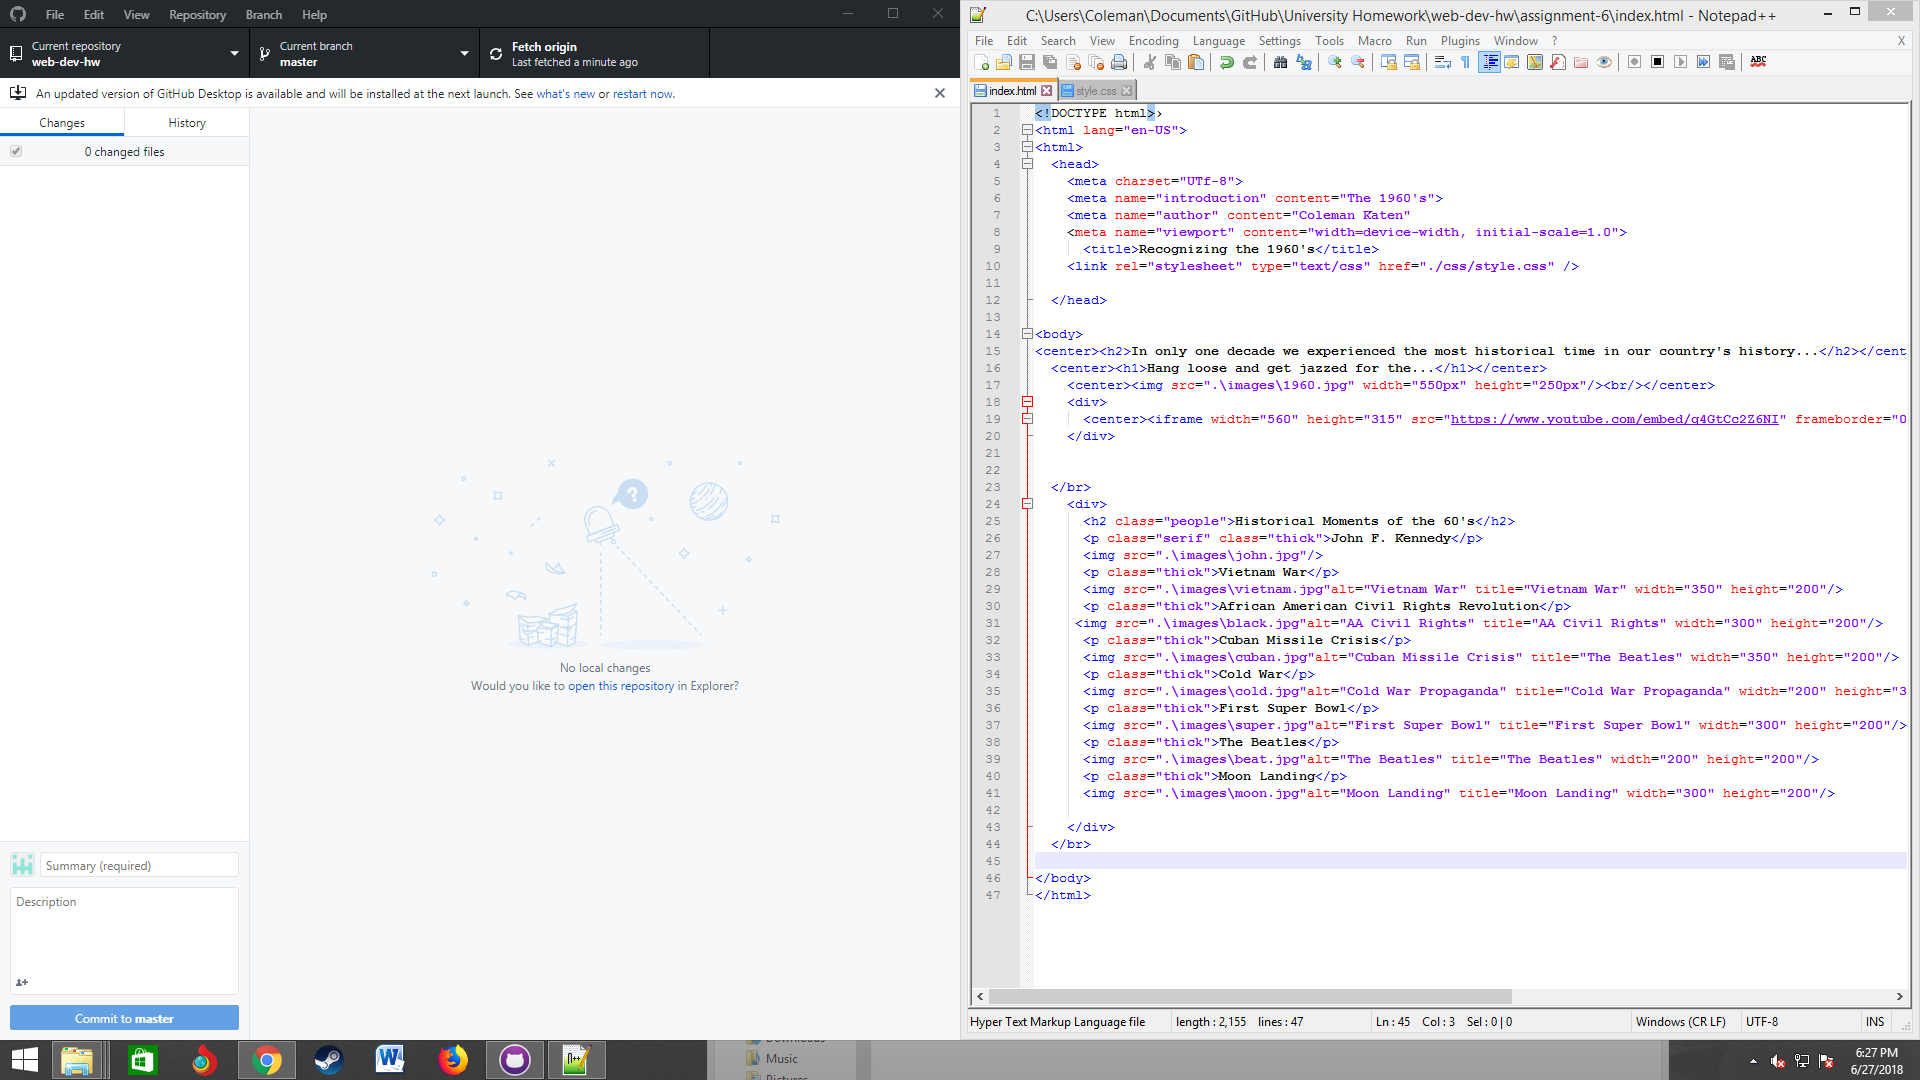 File Edit View Repository Branch Help
Current repository
web-dev-hw
Current branch
master
Fetch origin
Last fetched a minute ago
An updated version of GitHub Desktop is available and will be installed at the next launch. See what's new or restart now.
Changes
History
0 changed files
?
No local changes
Would you like to open this repository in Explorer?
Summary (required)
Description
Commit to master
C:\Users\Coleman\Documents\GitHub\University Homework\web-dev-hw\assignment-6\index.html - Notepad++
File Edit Search View Encoding Language Settings Tools Macro Run Plugins Window ?
X
ABC
index.html
style.css
1 <!DOCTYPE html>>
2 <html lang="en-US">
3 <html>
4 <head>
5 <meta charset="UTf-8">
6 <meta name="introduction" content="The 1960's">
7 <meta name="author" content="Coleman Katen"
8 <meta name="viewport" content="width=device-width, initial-scale=1.0">
9 <title>Recognizing the 1960's</title>
10 <link rel="stylesheet" type="text/css" href="./css/style.css" />
11
12 </head>
13
14 <body>
15 <center><h2>In only one decade we experienced the most historical time in our country's history...</h2></cent
16 <center><h1>Hang loose and get jazzed for the...</h1></center>
17 <center><img src=".\images\1960.jpg" width="550px" height="250px"/><br/></center>
18 <div>
19 <center><iframe width="560" height="315" src="https://www.youtube.com/embed/q4GtCc2Z6NI" frameborder="0
20 </div>
21
22
23 </br>
24 <div>
25 <h2 class="people">Historical Moments of the 60's</h2>
26 <p class="serif" class="thick">John F. Kennedy</p>
27 <img src=".\images\john.jpg"/>
28 <p class="thick">Vietnam War</p>
29 <img src=".\images\vietnam.jpg"alt="Vietnam War" title="Vietnam War" width="350" height="200"/>
30 <p class="thick">African American Civil Rights Revolution</p>
31 <img src=".\images\black.jpg"alt="AA Civil Rights" title="AA Civil Rights" width="300" height="200"/>
32 <p class="thick">Cuban Missile Crisis</p>
33 <img src=".\images\cuban.jpg"alt="Cuban Missile Crisis" title="The Beatles" width="350" height="200"/>
34 <p class="thick">Cold War</p>
35 <img src=".\images\cold.jpg"alt="Cold War Propaganda" title="Cold War Propaganda" width="200" height="3
36 <p class="thick">First Super Bowl</p>
37 <img src=".\images\super.jpg"alt="First Super Bowl" title="First Super Bowl" width="300" height="200"/>
38 <p class="thick">The Beatles</p>
39 <img src=".\images\beat.jpg"alt="The Beatles" title="The Beatles" width="200" height="200"/>
40 <p class="thick">Moon Landing</p>
41 <img src=".\images\moon.jpg"alt="Moon Landing" title="Moon Landing" width="300" height="200"/>
42
43 </div>
44 </br>
45
46 </body>
47 </html>
Hyper Text Markup Language file length : 2,155 lines : 47 Ln : 45 Col : 3 Sel : 0 | 0 Windows (CR LF) UTF-8 INS
Downloads
Music
Pictures
6:27 PM
6/27/2018